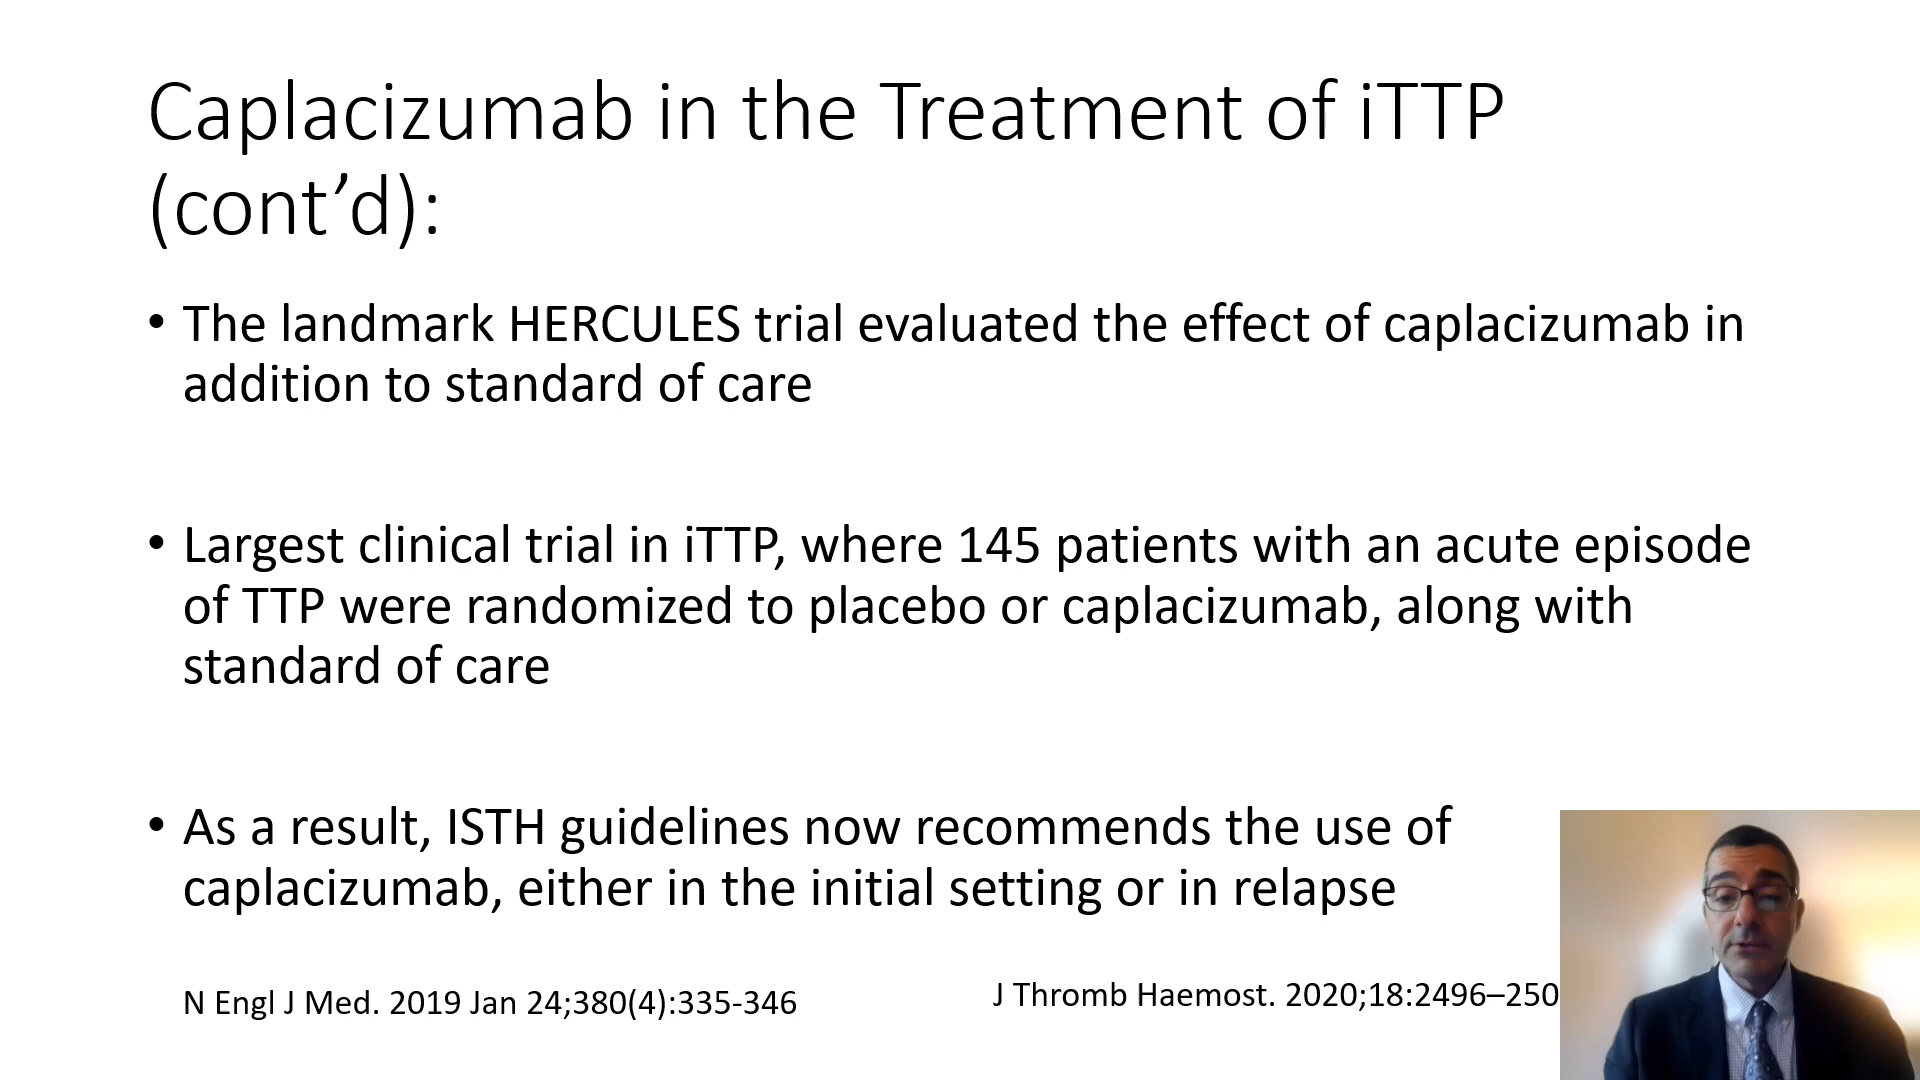 Caplacizumab in the Treatment of iTTP
(cont’d):
• The landmark HERCULES trial evaluated the effect of caplacizumab in
addition to standard of care
• Largest clinical trial in iTTP, where 145 patients with an acute episode
of TTP were randomized to placebo or caplacizumab, along with
standard of care
• As a result, ISTH guidelines now recommends the use of
caplacizumab, either in the initial setting or in relapse
N Engl J Med. 2019 Jan 24;380(4):335-346
J Thromb Haemost. 2020;18:2496–250